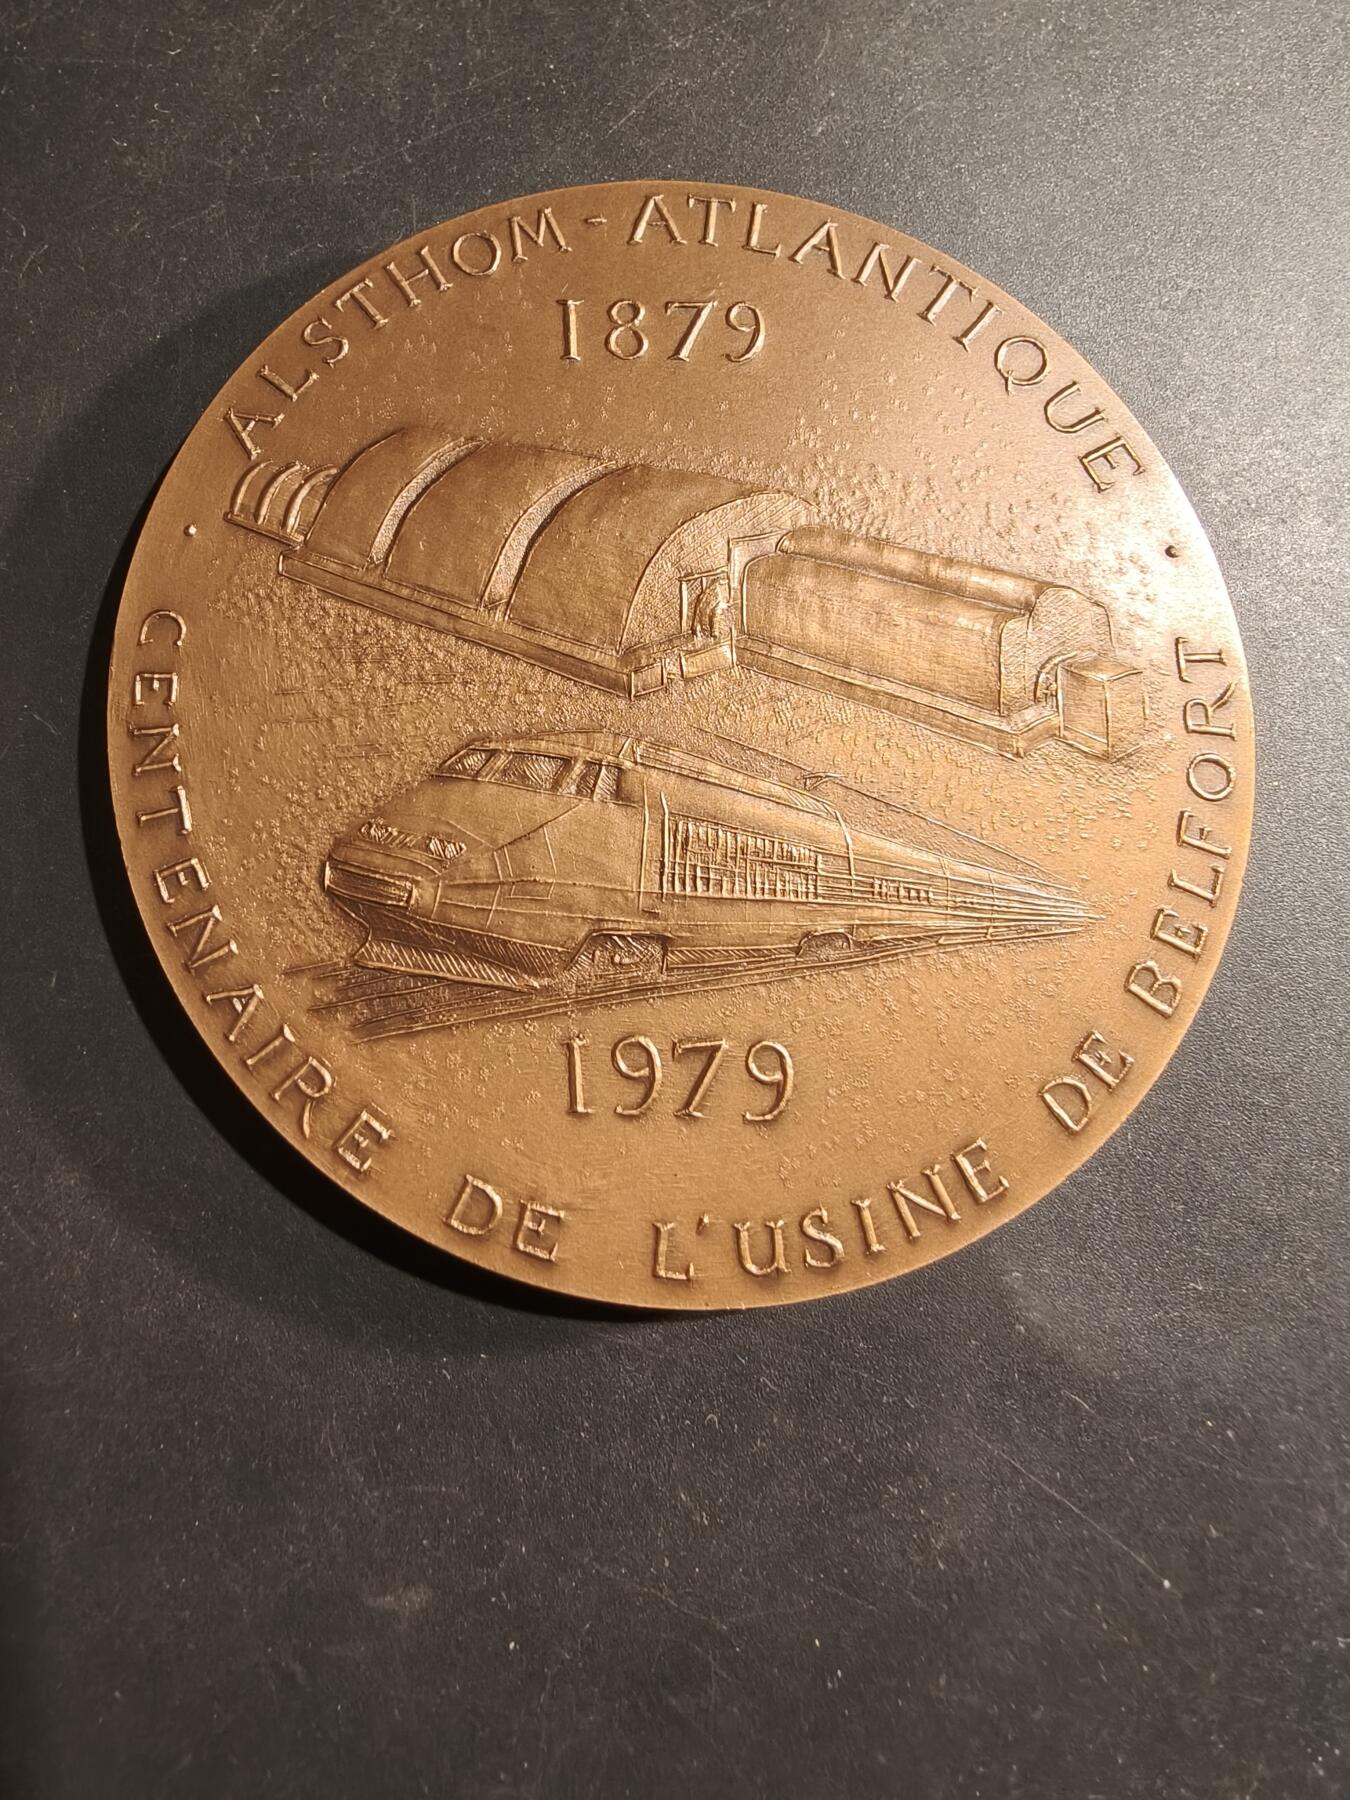 ALSTHOM-ATLANTIQUE
1879
1979
CENTENAIRE DE L'USINE DE BELFORT